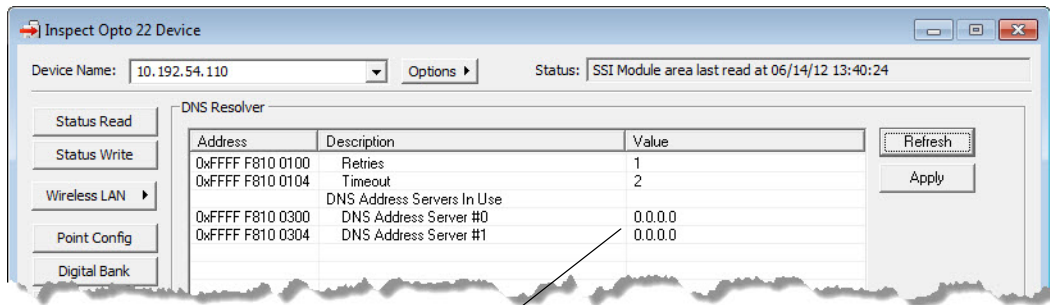 Inspect Opto 22 Device
Device Name: 10.192.54.110 Options Status: SSI Module area last read at 06/14/12 13:40:24
Status Read
Status Write
Wireless LAN
Point Config
Digital Bank
DNS Resolver
Address Description Value
0xFFFF F810 0100 Retries 1
0xFFFF F810 0104 Timeout 2
DNS Address Servers In Use
0xFFFF F810 0300 DNS Address Server #0 0.0.0.0
0xFFFF F810 0304 DNS Address Server #1 0.0.0.0
Refresh
Apply